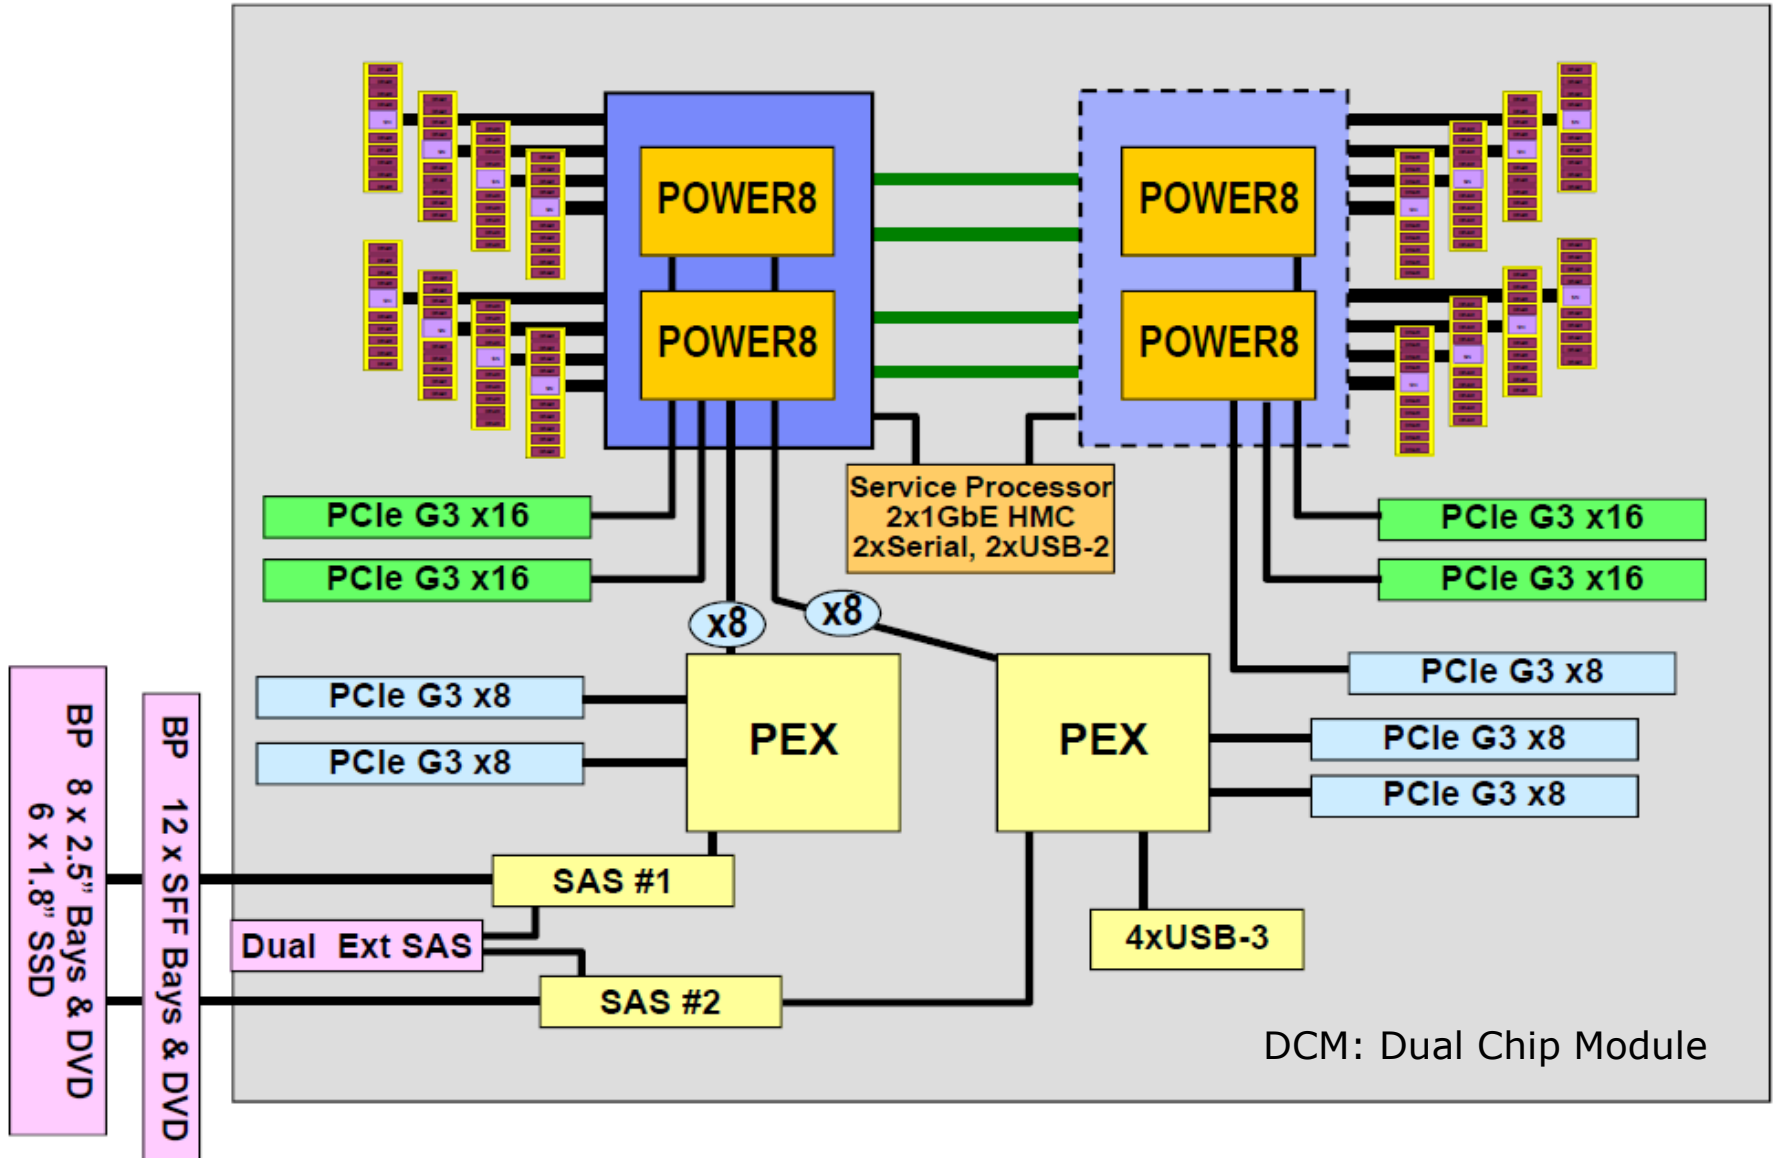 POWER8
POWER8
POWER8
POWER8
Service Processor
2x1GbE HMC
2xSerial, 2xUSB-2
PCIe G3 x16
PCIe G3 x16
PCIe G3 x16
PCIe G3 x16
x8
x8
PCIe G3 x8
PCIe G3 x8
PEX
PEX
PCIe G3 x8
PCIe G3 x8
PCIe G3 x8
BP 8 x 2.5” Bays & DVD
6 x 1.8” SSD
BP 12 x SFF Bays & DVD
SAS #1
Dual Ext SAS
SAS #2
4xUSB-3
DCM: Dual Chip Module